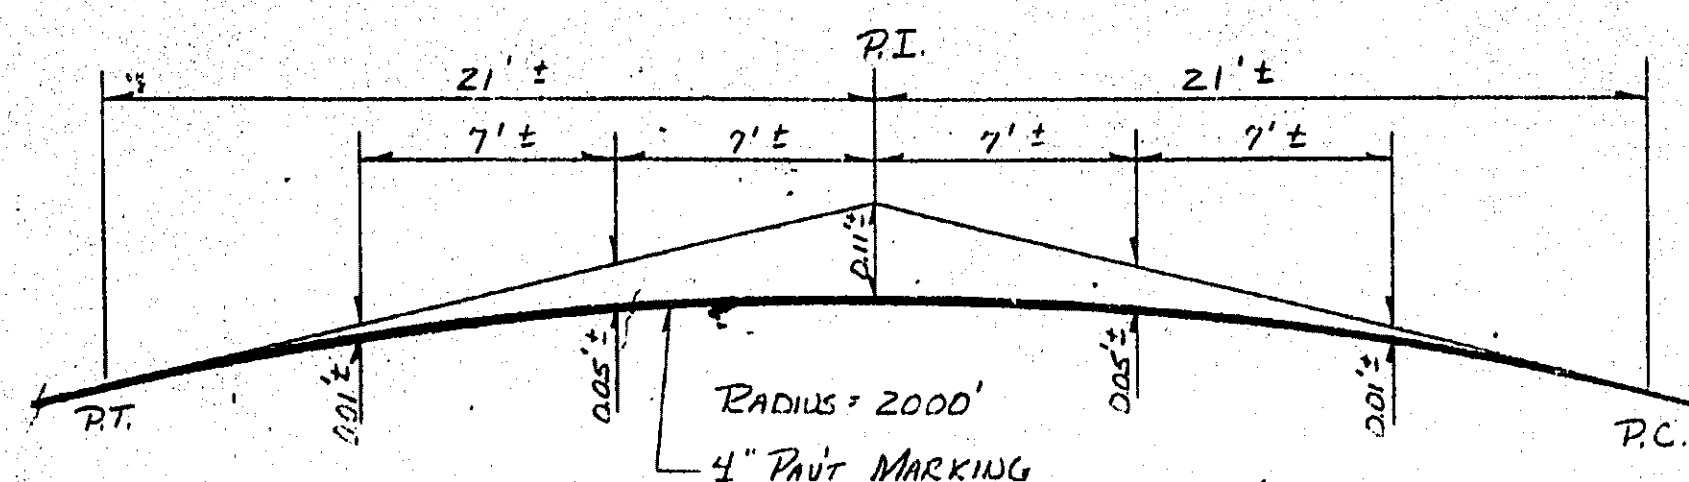 P.I.
21' ±
21' ±
7' ±
7' ±
7' ±
7' ±
0.11'±
0.01'±
0.05'±
0.05'±
0.01'±
P.T.
RADIUS = 2000'
P.C.
4" PAV'T MARKING